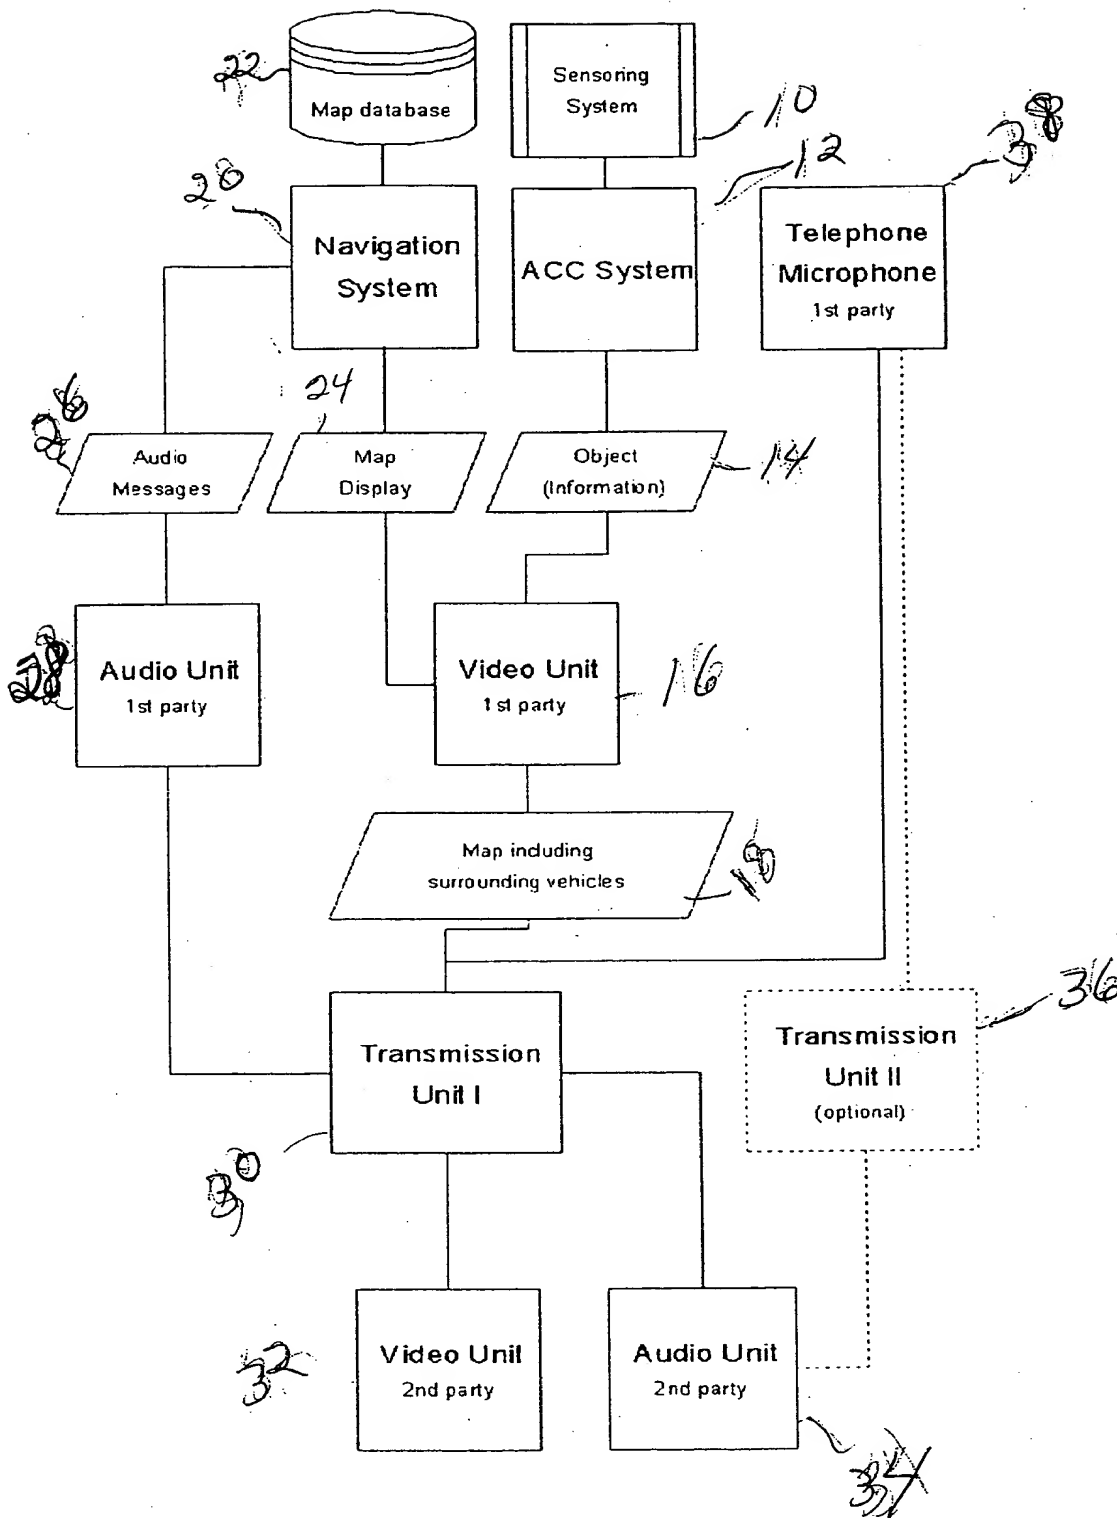 22
Map database
Sensoring
System
10
12
38
20
Navigation
System
ACC System
Telephone
Microphone
1st party
24
26
Audio
Messages
Map
Display
Object
(Information)
14
28
Audio Unit
1st party
Video Unit
1st party
16
Map including
surrounding vehicles
18
36
Transmission
Unit I
Transmission
Unit II
(optional)
30
32
Video Unit
2nd party
Audio Unit
2nd party
34